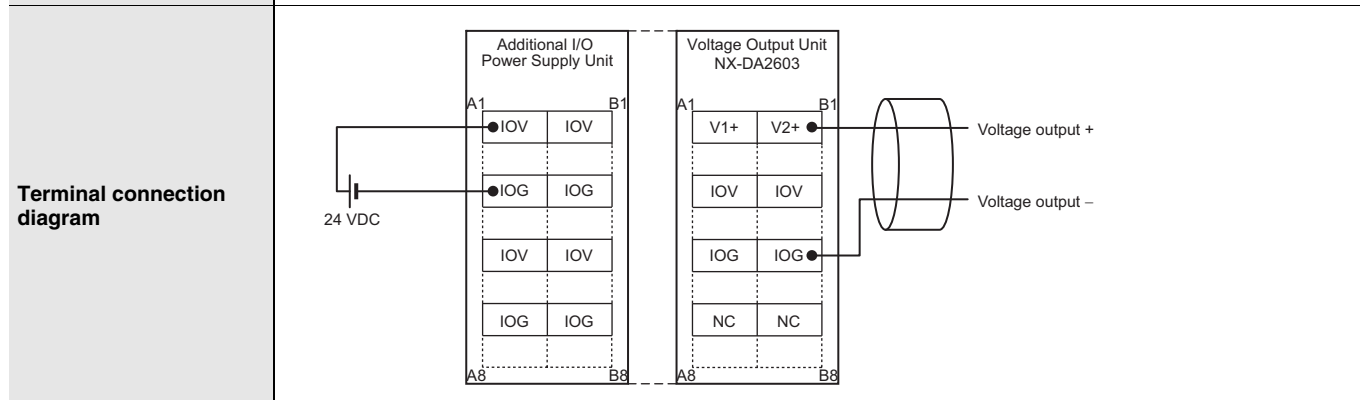 Terminal connection
diagram
24 VDC
Additional I/O
Power Supply Unit
A1 B1
IOV IOV
IOG IOG
IOV IOV
IOG IOG
A8 B8
Voltage Output Unit
NX-DA2603
A1 B1
V1+ V2+
IOV IOV
IOG IOG
NC NC
A8 B8
Voltage output +
Voltage output −